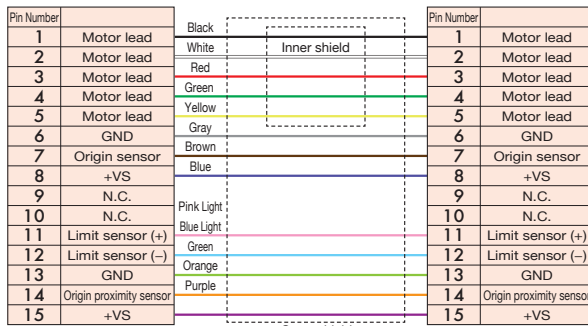 Pin Number
1 Motor lead
2 Motor lead
3 Motor lead
4 Motor lead
5 Motor lead
6 GND
7 Origin sensor
8 +VS
9 N.C.
10 N.C.
11 Limit sensor (+)
12 Limit sensor (−)
13 GND
14 Origin proximity sensor
15 +VS
Black
White
Red
Green
Yellow
Gray
Brown
Blue
Pink Light
Blue Light
Green
Orange
Purple
Inner shield
Pin Number
1 Motor lead
2 Motor lead
3 Motor lead
4 Motor lead
5 Motor lead
6 GND
7 Origin sensor
8 +VS
9 N.C.
10 N.C.
11 Limit sensor (+)
12 Limit sensor (−)
13 GND
14 Origin proximity sensor
15 +VS